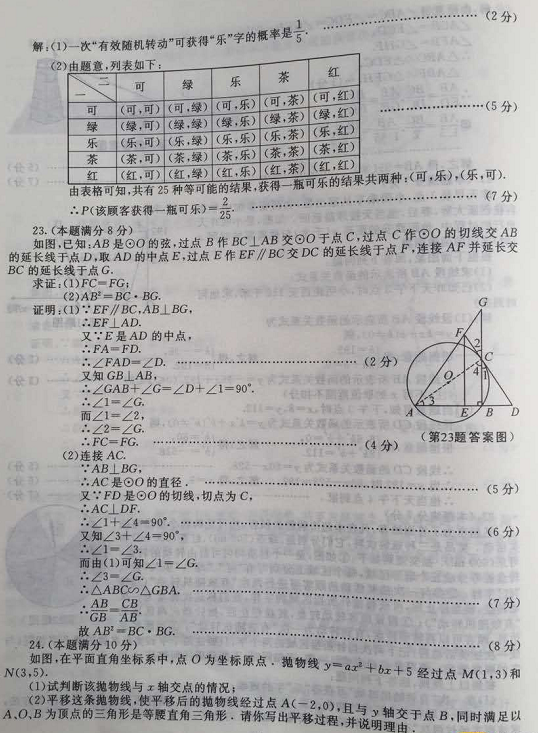 解:(1)一次“有效随机转动”可获得“乐”字的概率是1/5. (2分)
(2)由题意,列表如下:
一 二 可 绿 乐 茶 红
可 (可,可) (可,绿) (可,乐) (可,茶) (可,红)
绿 (绿,可) (绿,绿) (绿,乐) (绿,茶) (绿,红)
乐 (乐,可) (乐,绿) (乐,乐) (乐,茶) (乐,红)
茶 (茶,可) (茶,绿) (茶,乐) (茶,茶) (茶,红)
红 (红,可) (红,绿) (红,乐) (红,茶) (红,红)
(5分)
由表格可知,共有25种等可能的结果,获得一瓶可乐的结果共两种:(可,乐),(乐,可).
∴P(该顾客获得一瓶可乐)=2/25. (7分)
23.(本题满分8分)
如图,已知:AB是⊙O的弦,过点B作BC⊥AB交⊙O于点C,过点C作⊙O的切线交AB
的延长线于点D,取AD的中点E,过点E作EF∥BC交DC的延长线于点F,连接AF并延长交
BC的延长线于点G.
求证:(1)FC=FG;
(2)AB²=BC·BG.
证明:(1)∵EF∥BC,AB⊥BG,
∴EF⊥AD.
又∵E是AD的中点,
∴FA=FD.
∴∠FAD=∠D. (2分)
又知GB⊥AB,
∴∠GAB+∠G=∠D+∠1=90°.
∴∠1=∠G.
而∠1=∠2,
∴∠2=∠G.
∴FC=FG. (4分)
G
F
2
C
4
1
O
3
A E B D
(第23题答案图)
(2)连接AC.
∵AB⊥BG,
∴AC是⊙O的直径. (5分)
又∵FD是⊙O的切线,切点为C,
∴AC⊥DF.
∴∠1+∠4=90°. (6分)
又知∠3+∠4=90°,
∴∠1=∠3.
而由(1)可知∠1=∠G.
∴∠3=∠G.
∴△ABC∽△GBA. (7分)
∴AB/GB=CB/AB.
故AB²=BC·BG. (8分)
24.(本题满分10分)
如图,在平面直角坐标系中,点O为坐标原点. 抛物线y=ax²+bx+5经过点M(1,3)和
N(3,5).
(1)试判断该抛物线与x轴交点的情况;
(2)平移这条抛物线,使平移后的抛物线经过点A(-2,0),且与y轴交于点B,同时满足以
A、O、B为顶点的三角形是等腰直角三角形. 请你写出平移过程,并说明理由.